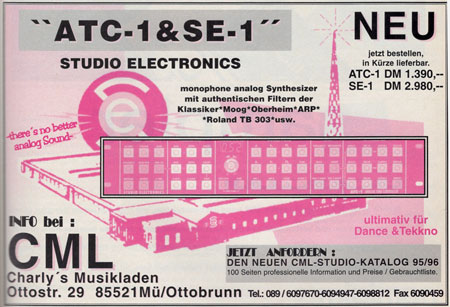 ``ATC-1&SE-1´´
NEU
STUDIO ELECTRONICS
jetzt bestellen,
in Kürze lieferbar.
ATC-1 DM 1.390,--
SE-1 DM 2.980,--
monophone analog Synthesizer
mit authentischen Filtern der
Klassiker*Moog*Oberheim*ARP*
*Roland TB 303*usw.
-there´s no better
analog Sound-
e
ultimativ für
Dance &Tekkno
INFO bei :
CML
Charly´s Musikladen
Ottostr. 29 85521Mü/Ottobrunn
JETZT ANFORDERN :
DEN NEUEN CML-STUDIO-KATALOG 95/96
100 Seiten professionelle Information und Preise / Gebrauchtliste.
Tel.: 089 / 6097670-6094947-6098812 Fax 6090459